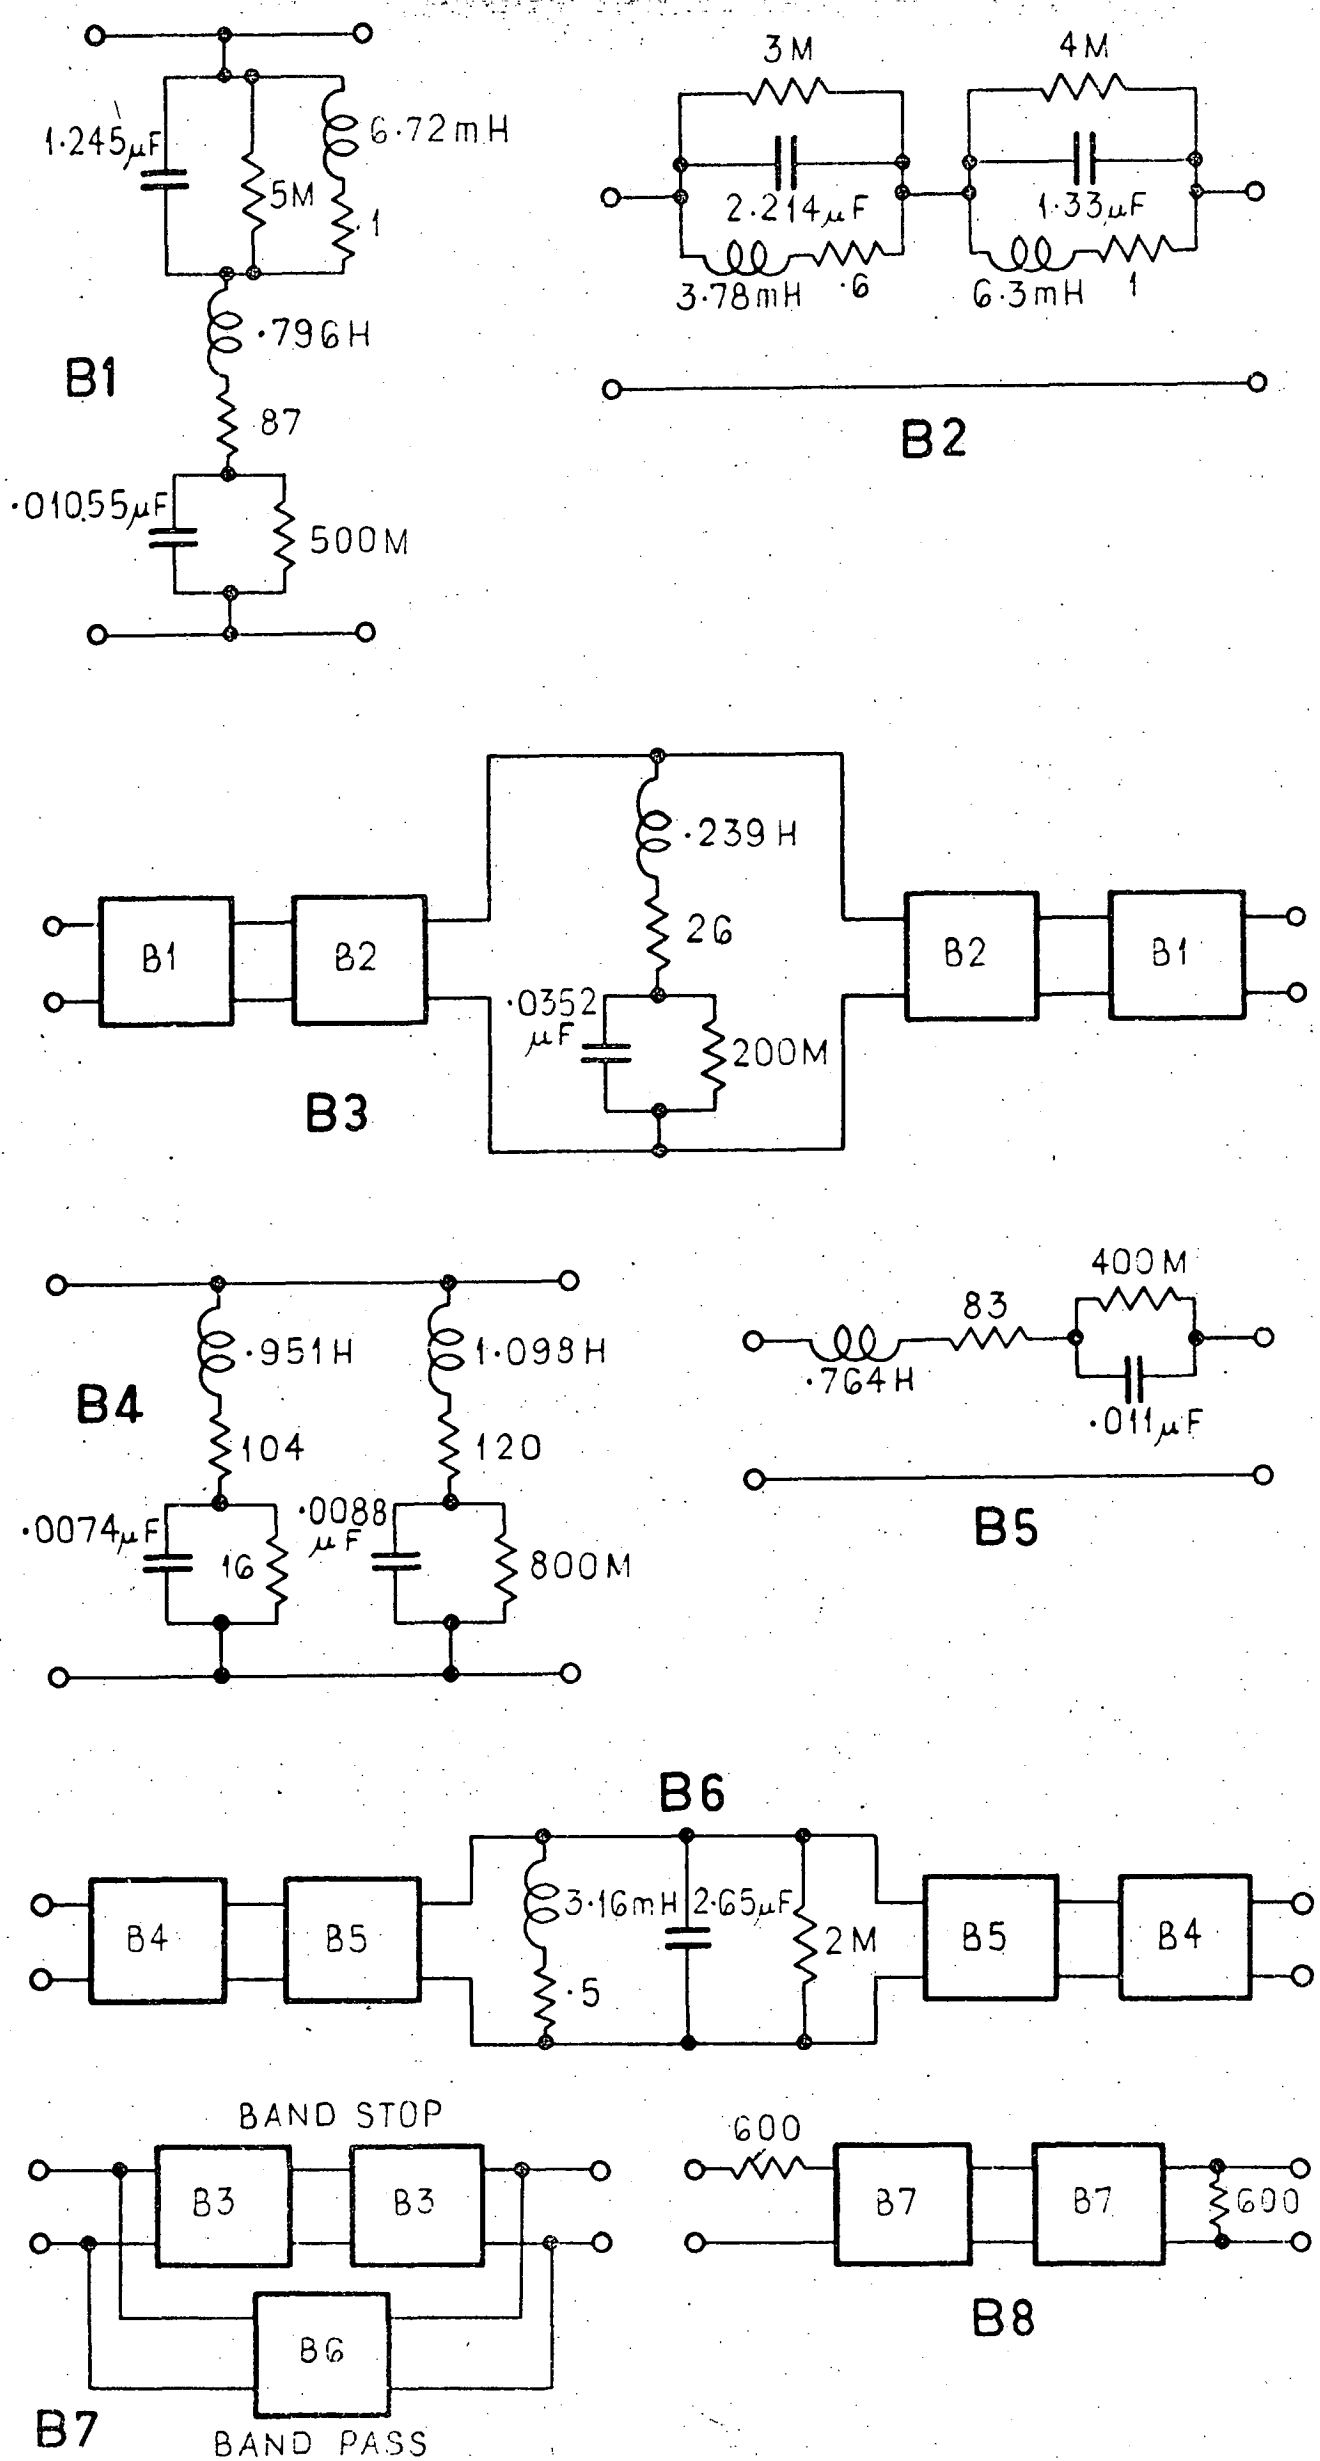 1.245μF
5M
6.72mH
.1
.796H
B1
87
.01055μF
500M
3M
4M
2.214μF
1.33μF
3.78mH
.6
6.3mH
1
B2
.239H
26
B1
B2
B2
B1
.0352
μF
200M
B3
.951H
1.098H
B4
104
120
.0074μF
16
.0088
μF
800M
400M
83
.764H
.011μF
B5
B6
3.16mH
2.65μF
2M
.5
B4
B5
B5
B4
BAND STOP
B3
B3
B6
B7
BAND PASS
600
B7
B7
600
B8